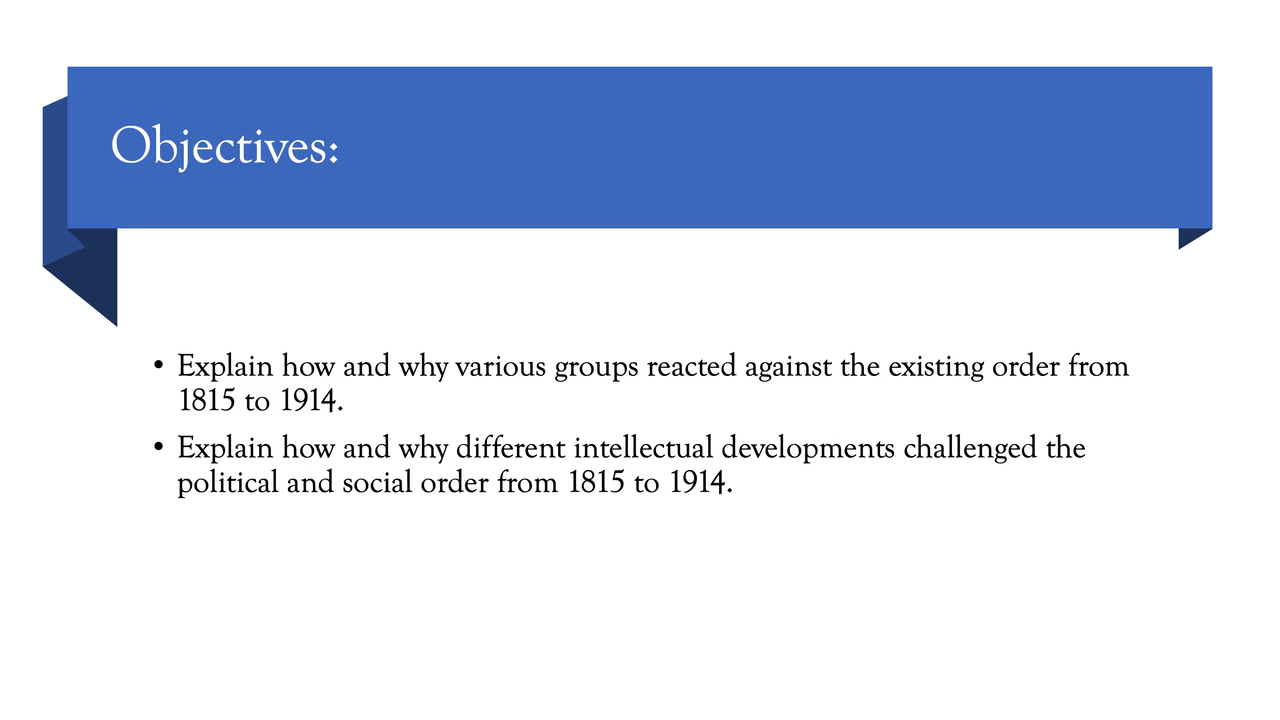 Objectives:
• Explain how and why various groups reacted against the existing order from
1815 to 1914.
• Explain how and why different intellectual developments challenged the
political and social order from 1815 to 1914.